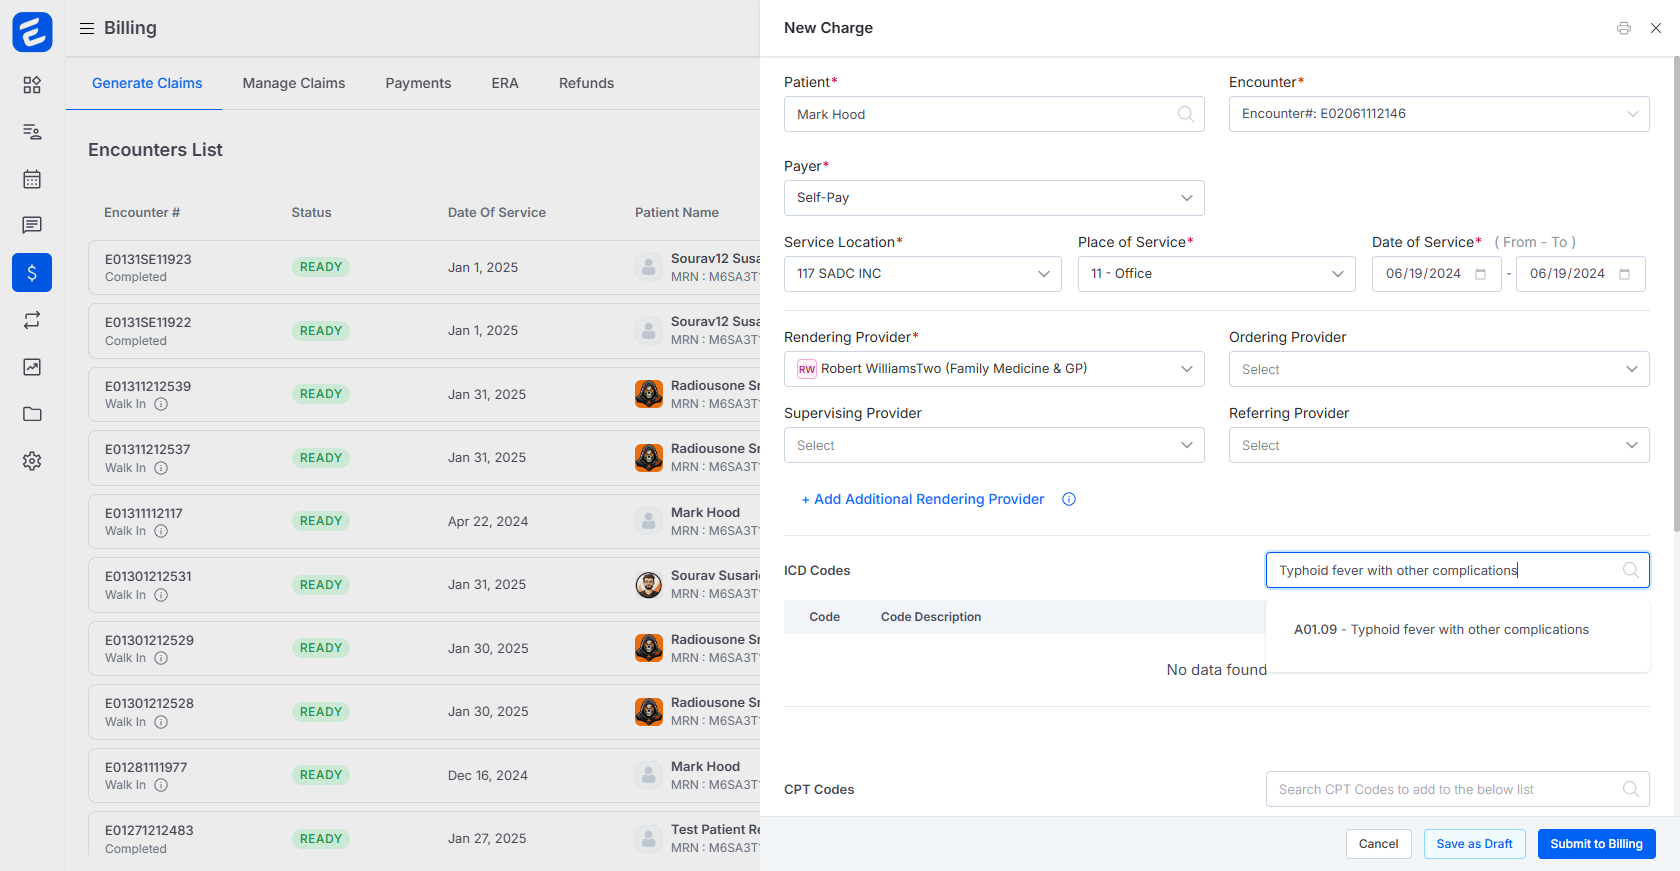 Billing
Generate Claims
Manage Claims
Payments
ERA
Refunds
Encounters List
Encounter #
Status
Date Of Service
Patient Name
E0131SE11923
Completed
READY
Jan 1, 2025
Sourav12 Susa
MRN : M6SA3T
E0131SE11922
Completed
READY
Jan 1, 2025
Sourav12 Susa
MRN : M6SA3T
E01311212539
Walk In
READY
Jan 31, 2025
Radiousone Sr
MRN : M6SA3T
E01311212537
Walk In
READY
Jan 31, 2025
Radiousone Sr
MRN : M6SA3T
E01311112117
Walk In
READY
Apr 22, 2024
Mark Hood
MRN : M6SA3T
E01301212531
Walk In
READY
Jan 31, 2025
Sourav Susari
MRN : M6SA3T
E01301212529
Walk In
READY
Jan 30, 2025
Radiousone Sr
MRN : M6SA3T
E01301212528
Walk In
READY
Jan 30, 2025
Radiousone Sr
MRN : M6SA3T
E01281111977
Walk In
READY
Dec 16, 2024
Mark Hood
MRN : M6SA3T
E01271212483
Completed
READY
Jan 27, 2025
Test Patient Re
MRN : M6SA3T
New Charge
Patient*
Mark Hood
Encounter*
Encounter#: E02061112146
Payer*
Self-Pay
Service Location*
117 SADC INC
Place of Service*
11 - Office
Date of Service* ( From - To )
06/19/2024 - 06/19/2024
Rendering Provider*
RW Robert WilliamsTwo (Family Medicine & GP)
Ordering Provider
Select
Supervising Provider
Select
Referring Provider
Select
+ Add Additional Rendering Provider
ICD Codes
Typhoid fever with other complications
Code
Code Description
A01.09 - Typhoid fever with other complications
No data found
CPT Codes
Search CPT Codes to add to the below list
Cancel
Save as Draft
Submit to Billing